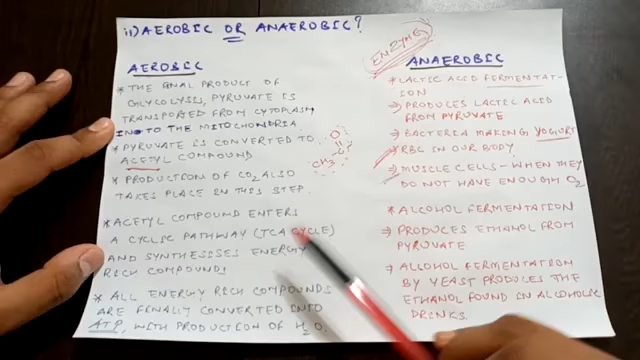 ii) AEROBIC OR ANAEROBIC?
AEROBIC
* THE FINAL PRODUCT OF
GLYCOLYSIS, PYRUVATE IS
TRANSPORTED FROM CYTOPLASM
INTO THE MITOCHONDRIA
* PYRUVATE IS CONVERTED TO
ACETYL COMPOUND
* PRODUCTION OF CO2 ALSO
TAKES PLACE IN THIS STEP
O
CH3 C
* ACETYL COMPOUND ENTERS
A CYCLIC PATHWAY (TCA CYCLE)
AND SYNTHESISES ENERGY
RICH COMPOUNDS
* ALL ENERGY RICH COMPOUNDS
ARE FINALLY CONVERTED INTO
ATP, WITH PRODUCTION OF H2O.
ENZYME
ANAEROBIC
* LACTIC ACID FERMENTAT-
ION
→ PRODUCES LACTIC ACID
FROM PYRUVATE
→ BACTERIA MAKING YOGURT
→ RBC IN OUR BODY
→ MUSCLE CELLS - WHEN THEY
DO NOT HAVE ENOUGH O2
* ALCOHOL FERMENTATION
→ PRODUCES ETHANOL FROM
PYRUVATE
→ ALCOHOL FERMENTATION
BY YEAST PRODUCES THE
ETHANOL FOUND IN ALCOHOLIC
DRINKS